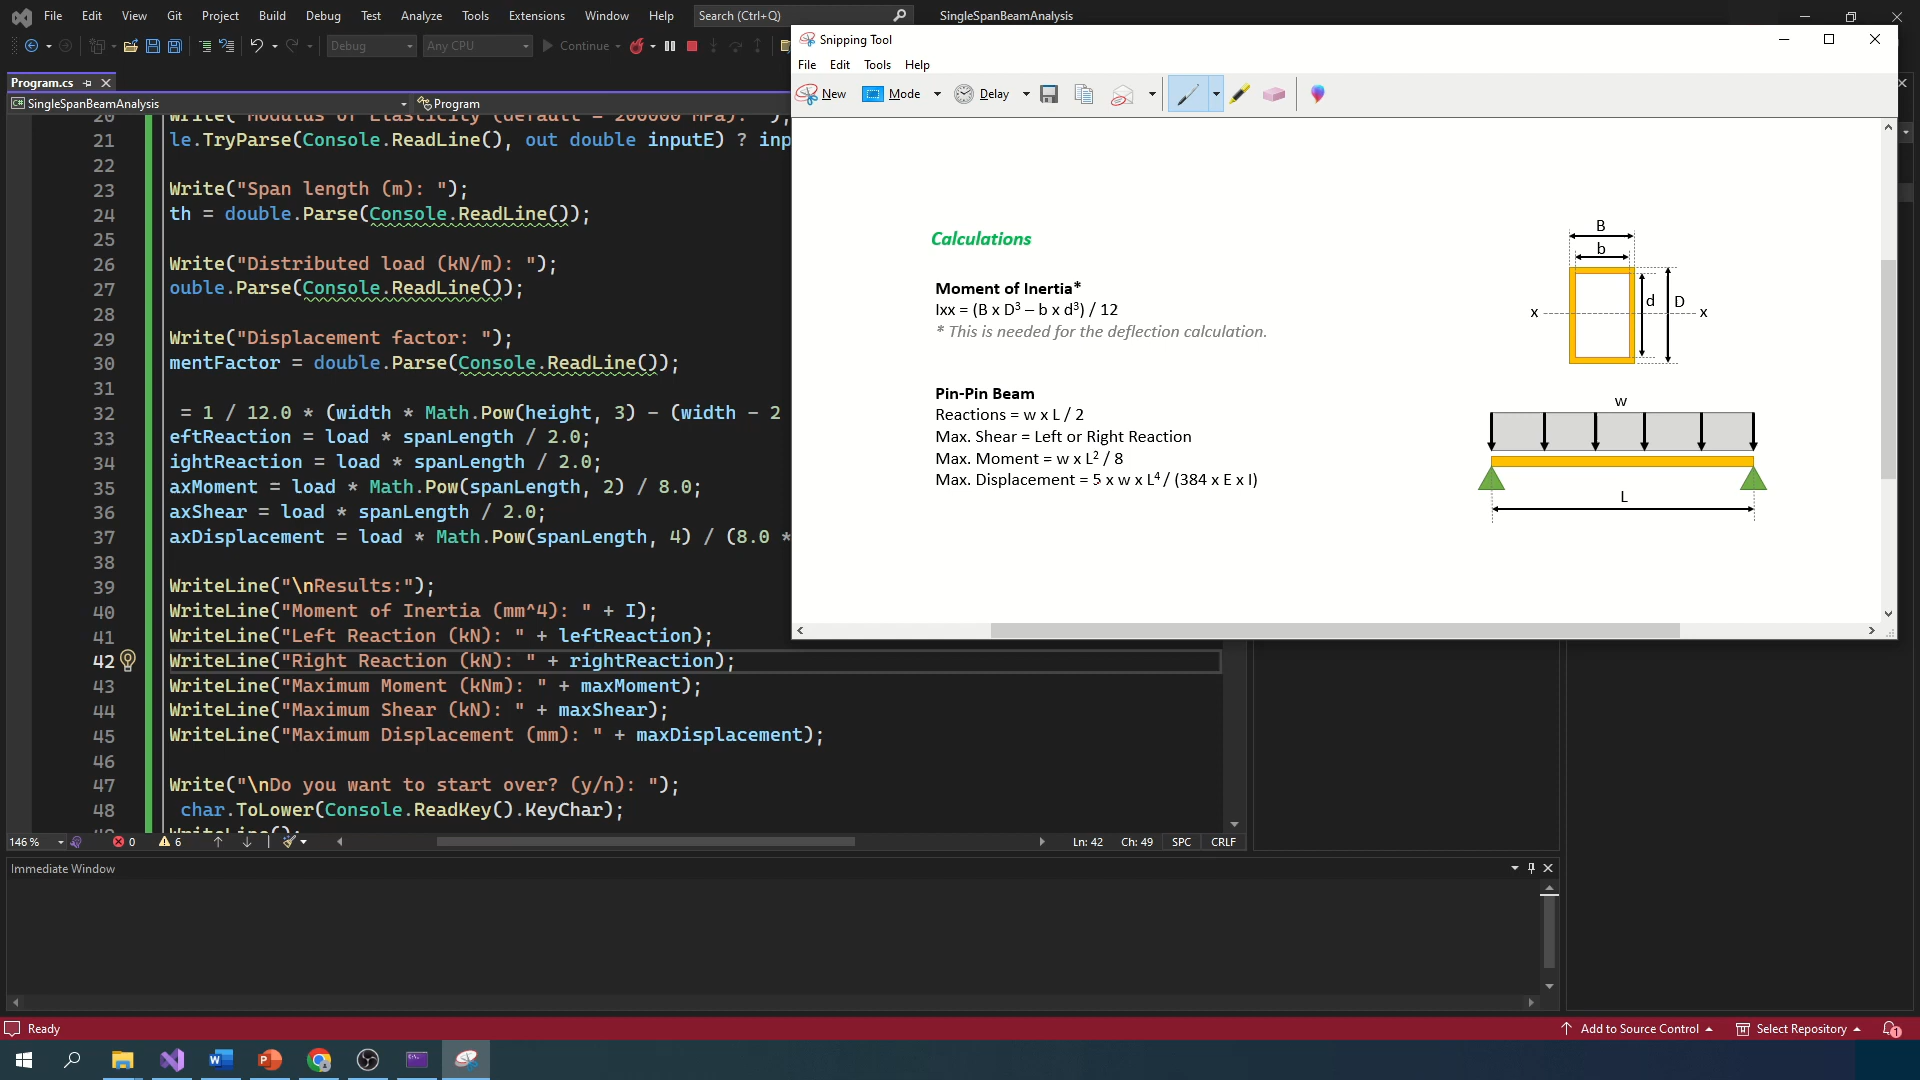 File Edit View Git Project Build Debug Test Analyze Tools Extensions Window Help Search (Ctrl+Q) SingleSpanBeamAnalysis
Debug Any CPU Continue
Program.cs
SingleSpanBeamAnalysis Program
20 Write("Modulus of Elasticity (default = 200000 MPa): ");
21 le.TryParse(Console.ReadLine(), out double inputE) ? inp
22
23 Write("Span length (m): ");
24 th = double.Parse(Console.ReadLine());
25
26 Write("Distributed load (kN/m): ");
27 ouble.Parse(Console.ReadLine());
28
29 Write("Displacement factor: ");
30 mentFactor = double.Parse(Console.ReadLine());
31
32 = 1 / 12.0 * (width * Math.Pow(height, 3) - (width - 2
33 eftReaction = load * spanLength / 2.0;
34 ightReaction = load * spanLength / 2.0;
35 axMoment = load * Math.Pow(spanLength, 2) / 8.0;
36 axShear = load * spanLength / 2.0;
37 axDisplacement = load * Math.Pow(spanLength, 4) / (8.0 *
38
39 WriteLine("\nResults:");
40 WriteLine("Moment of Inertia (mm^4): " + I);
41 WriteLine("Left Reaction (kN): " + leftReaction);
42 WriteLine("Right Reaction (kN): " + rightReaction);
43 WriteLine("Maximum Moment (kNm): " + maxMoment);
44 WriteLine("Maximum Shear (kN): " + maxShear);
45 WriteLine("Maximum Displacement (mm): " + maxDisplacement);
46
47 Write("\nDo you want to start over? (y/n): ");
48 char.ToLower(Console.ReadKey().KeyChar);
WriteLine();
146 % 0 6 Ln: 42 Ch: 49 SPC CRLF
Snipping Tool
File Edit Tools Help
New Mode Delay
Calculations
Moment of Inertia*
Ixx = (B x D³ – b x d³) / 12
* This is needed for the deflection calculation.
Pin-Pin Beam
Reactions = w x L / 2
Max. Shear = Left or Right Reaction
Max. Moment = w x L² / 8
Max. Displacement = 5 x w x L⁴ / (384 x E x I)
B
b
d D
x x
w
L
Immediate Window
Ready Add to Source Control Select Repository 1